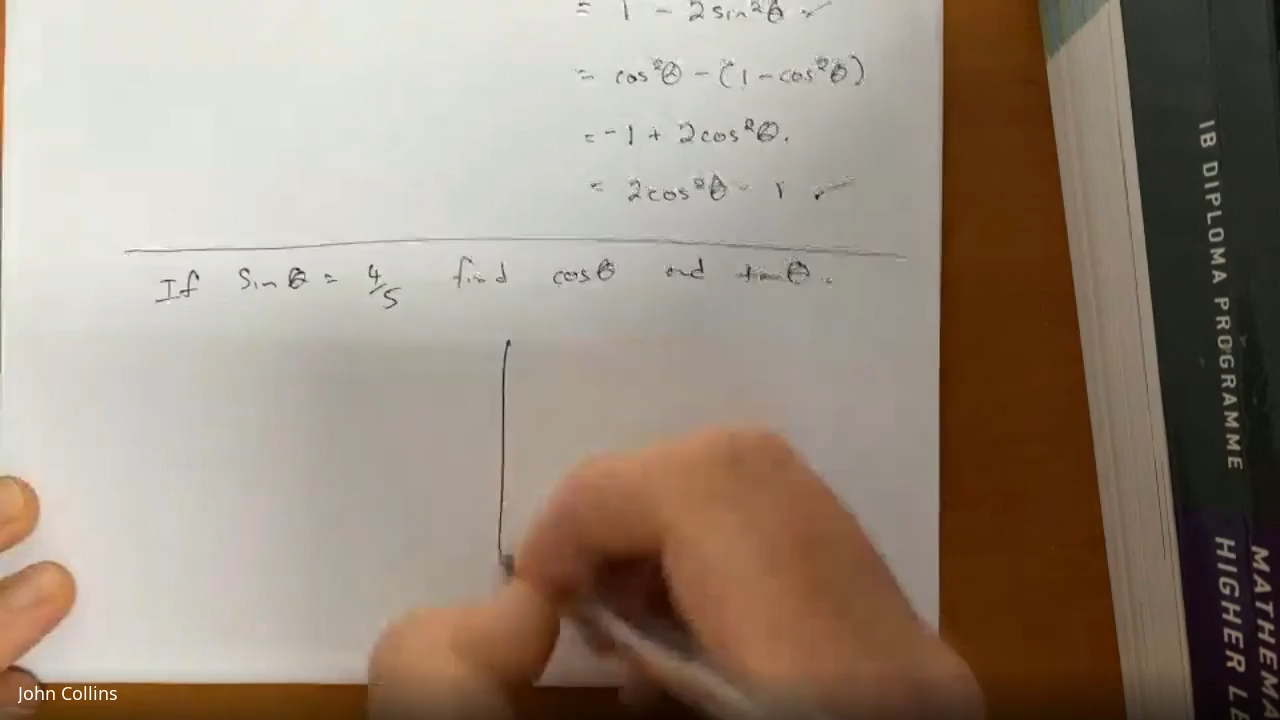 = 1 - 2sin²θ ✓
= cos²θ - (1 - cos²θ)
= -1 + 2cos²θ.
= 2cos²θ - 1 ✓
If sinθ = 4/5 find cosθ and tanθ.
IB DIPLOMA PROGRAMME
MATHEMA
HIGHER LE
John Collins